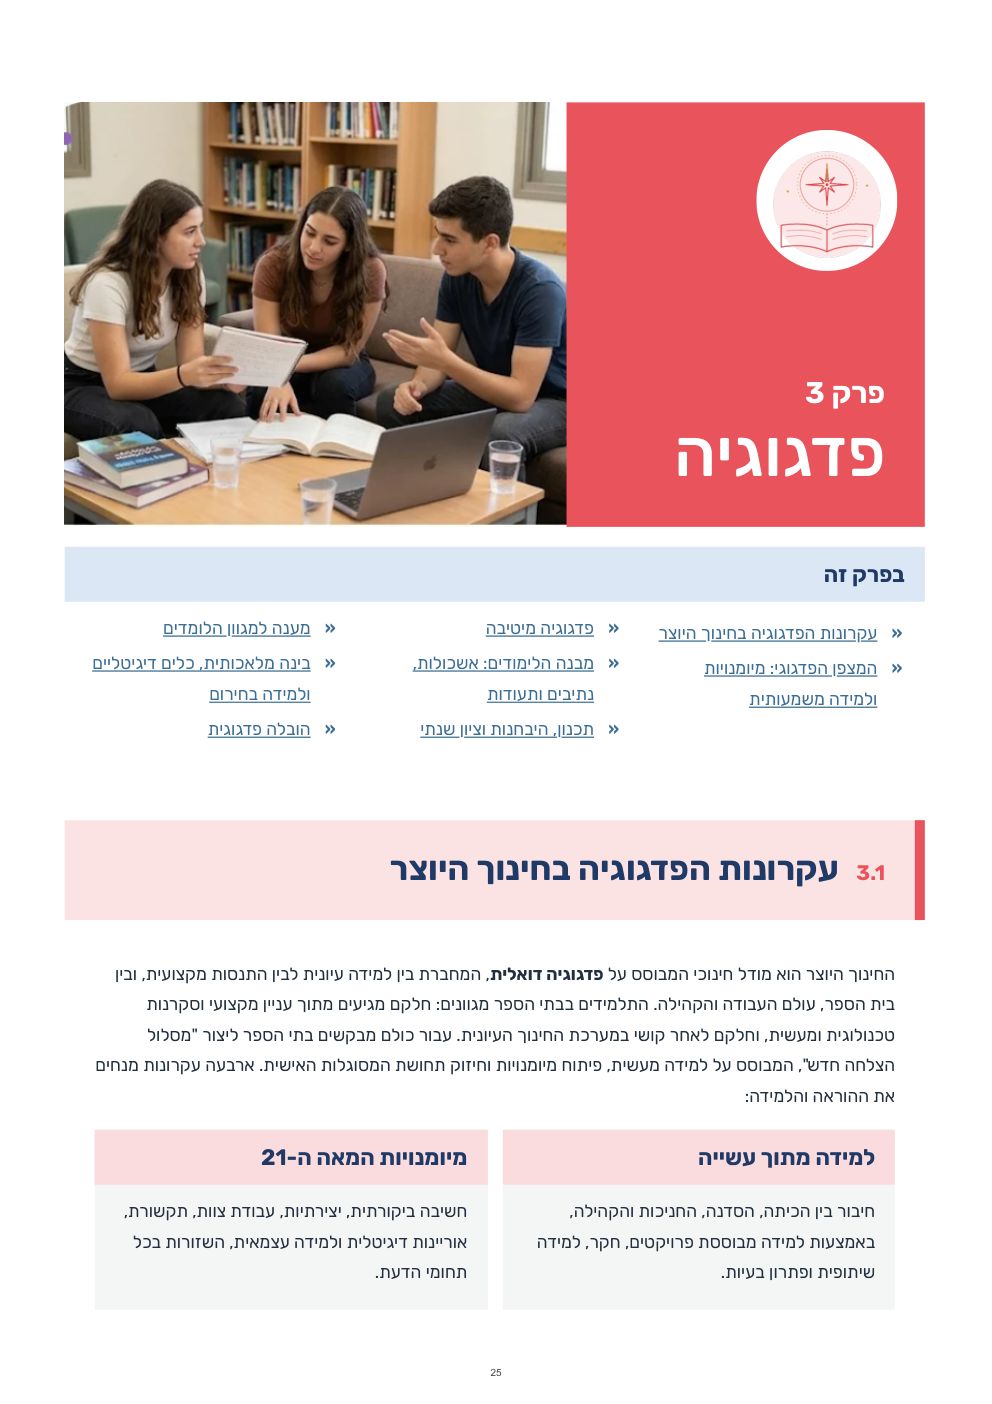 פרק 3
פדגוגיה
בפרק זה
» עקרונות הפדגוגיה בחינוך היוצר
» המצפן הפדגוגי: מיומנויות
ולמידה משמעותית
» פדגוגיה מיטיבה
» מבנה הלימודים: אשכולות,
נתיבים ותעודות
» תכנון, היבחנות וציון שנתי
» מענה למגוון הלומדים
» בינה מלאכותית, כלים דיגיטליים
ולמידה בחירום
» הובלה פדגוגית
3.1 עקרונות הפדגוגיה בחינוך היוצר
החינוך היוצר הוא מודל חינוכי המבוסס על פדגוגיה דואלית, המחברת בין למידה עיונית לבין התנסות מקצועית, ובין
בית הספר, עולם העבודה והקהילה. התלמידים בבתי הספר מגוונים: חלקם מגיעים מתוך עניין מקצועי וסקרנות
טכנולוגית ומעשית, וחלקם לאחר קושי במערכת החינוך העיונית. עבור כולם מבקשים בתי הספר ליצור "מסלול
הצלחה חדש", המבוסס על למידה מעשית, פיתוח מיומנויות וחיזוק תחושת המסוגלות האישית. ארבעה עקרונות מנחים
את ההוראה והלמידה:
למידה מתוך עשייה
חיבור בין הכיתה, הסדנה, החניכות והקהילה,
באמצעות למידה מבוססת פרויקטים, חקר, למידה
שיתופית ופתרון בעיות.
מיומנויות המאה ה-21
חשיבה ביקורתית, יצירתיות, עבודת צוות, תקשורת,
אוריינות דיגיטלית ולמידה עצמאית, השזורות בכל
תחומי הדעת.
25